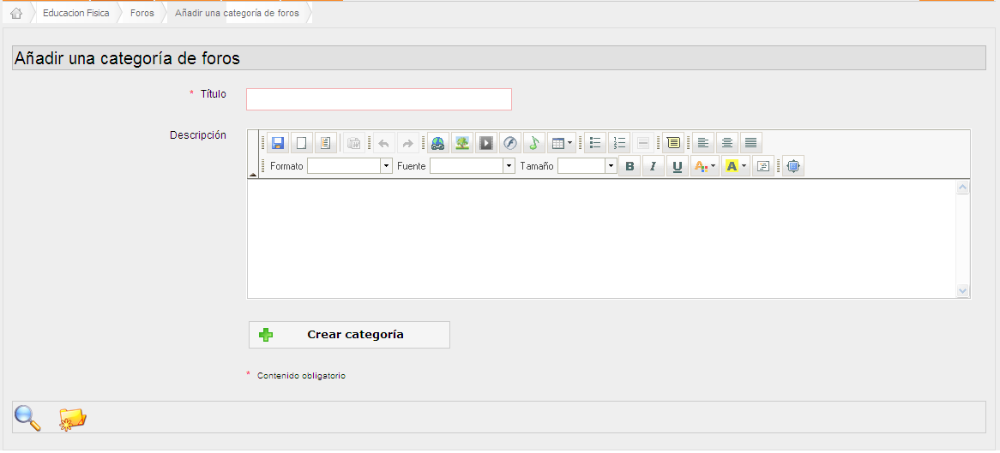 Educacion Fisica Foros Añadir una categoría de foros
Añadir una categoría de foros
* Título
Descripción
Formato Fuente Tamaño B I U A A
+ Crear categoría
* Contenido obligatorio